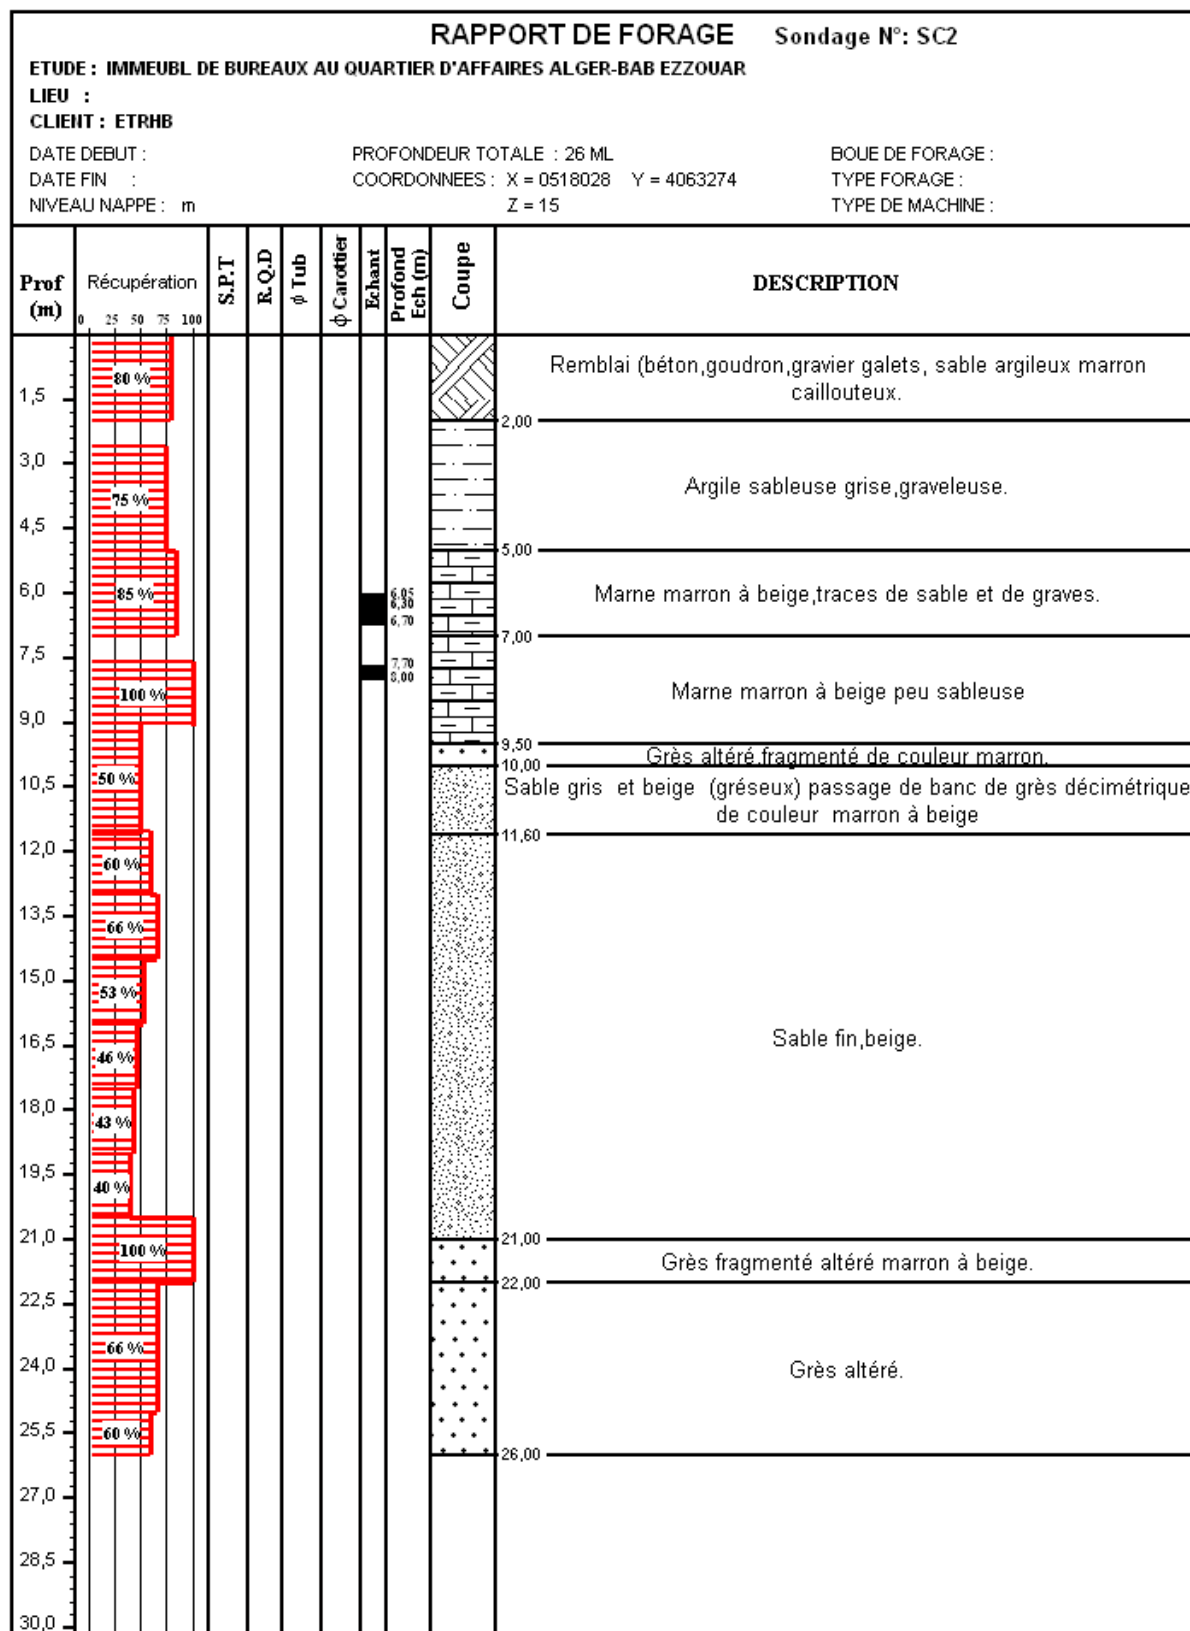 RAPPORT DE FORAGE Sondage N°: SC2
ETUDE : IMMEUBL DE BUREAUX AU QUARTIER D'AFFAIRES ALGER-BAB EZZOUAR
LIEU :
CLIENT : ETRHB
DATE DEBUT : PROFONDEUR TOTALE : 26 ML BOUE DE FORAGE :
DATE FIN : COORDONNEES : X = 0518028 Y = 4063274 TYPE FORAGE :
NIVEAU NAPPE : m Z = 15 TYPE DE MACHINE :
Prof (m) Récupération S.P.T R.Q.D ϕ Tub ϕ Carottier Echant Profond Ech (m) Coupe DESCRIPTION
0 25 50 75 100
Remblai (béton,goudron,gravier galets, sable argileux marron
80 %
caillouteux.
1,5
2,00
3,0
Argile sableuse grise,graveleuse.
75 %
4,5
5,00
6,0 85 % 6,05 Marne marron à beige,traces de sable et de graves.
6,30
6,70
7,00
7,5
7,70
8,00
100 % Marne marron à beige peu sableuse
9,0
9,50
Grès altéré,fragmenté de couleur marron.
10,00
50 %
10,5 Sable gris et beige (gréseux) passage de banc de grès décimétrique
de couleur marron à beige
11,60
12,0
60 %
13,5
66 %
15,0
53 %
16,5 Sable fin,beige.
46 %
18,0
43 %
19,5
40 %
21,0 21,00
100 % Grès fragmenté altéré marron à beige.
22,00
22,5
66 %
24,0 Grès altéré.
25,5
60 %
26,00
27,0
28,5
30,0